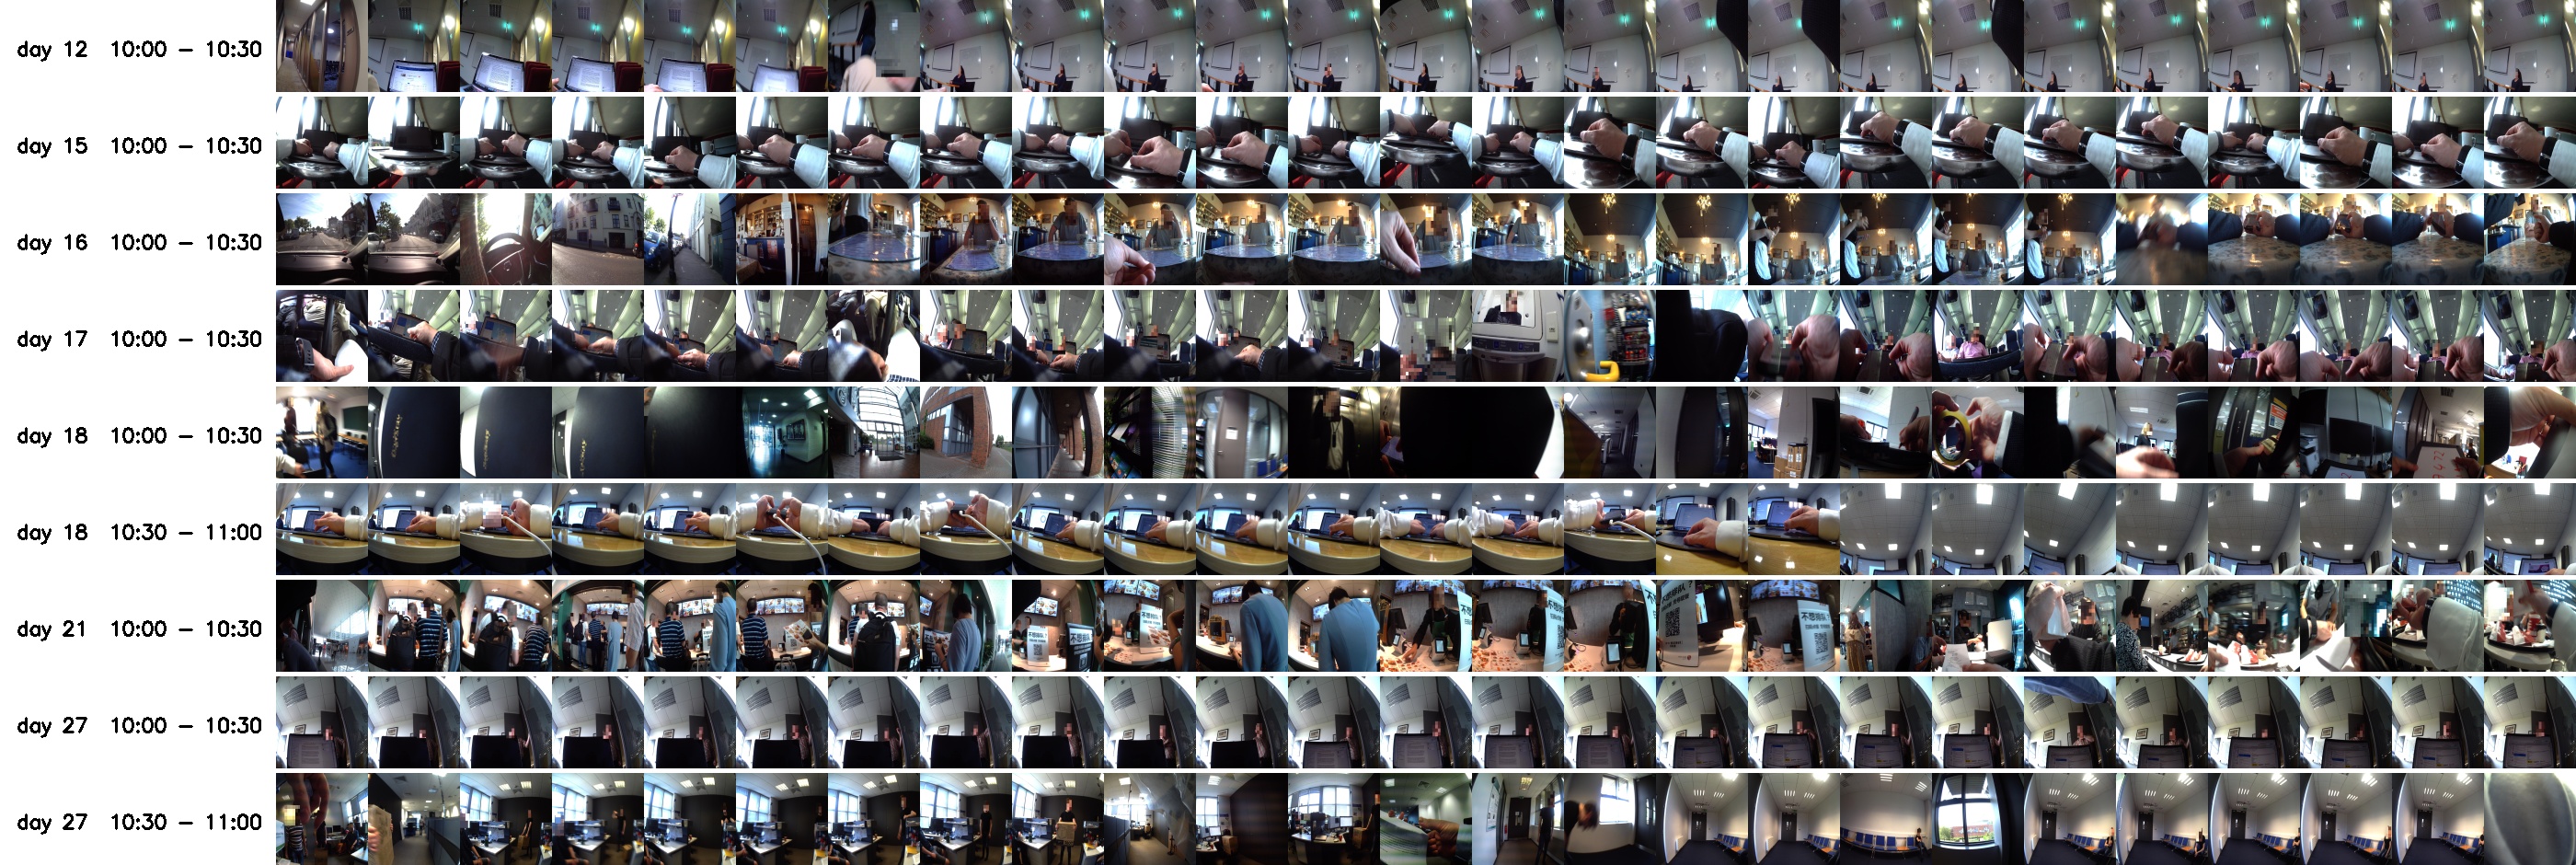 day 12 10:00 – 10:30
day 15 10:00 – 10:30
day 16 10:00 – 10:30
day 17 10:00 – 10:30
day 18 10:00 – 10:30
day 18 10:30 – 11:00
day 21 10:00 – 10:30
day 27 10:00 – 10:30
day 27 10:30 – 11:00